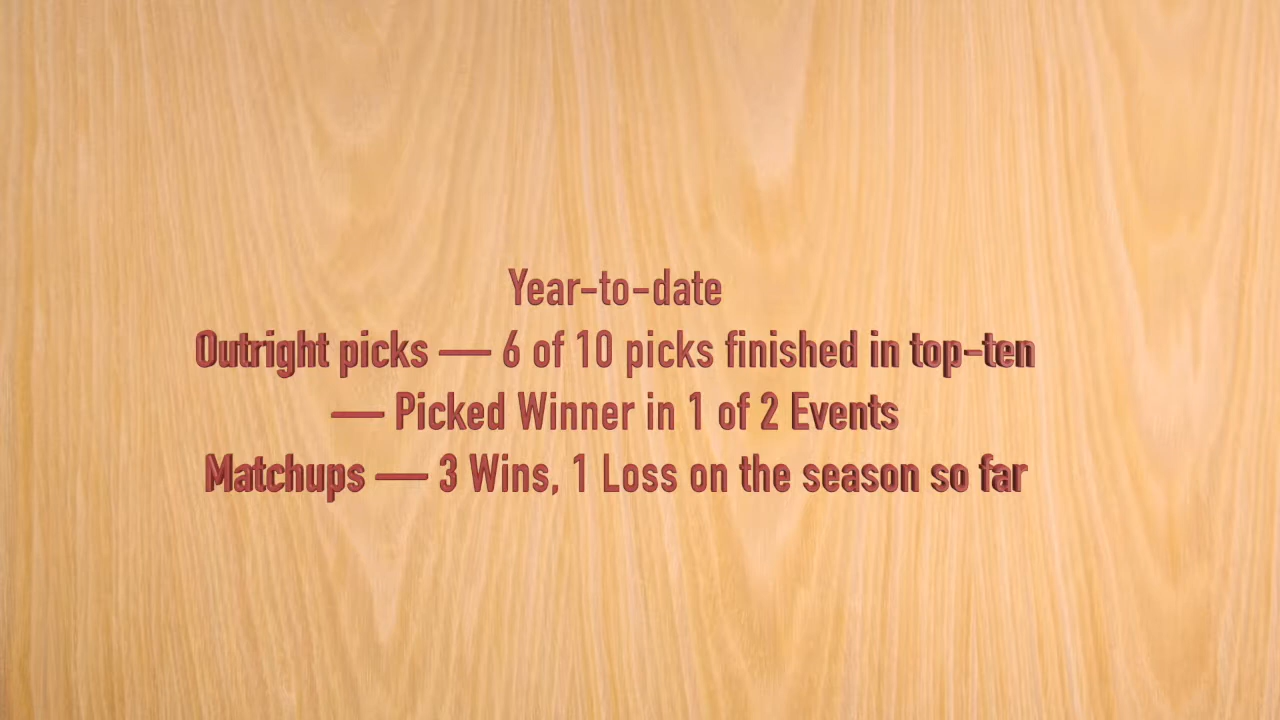 Year-to-date
Outright picks — 6 of 10 picks finished in top-ten
— Picked Winner in 1 of 2 Events
Matchups — 3 Wins, 1 Loss on the season so far